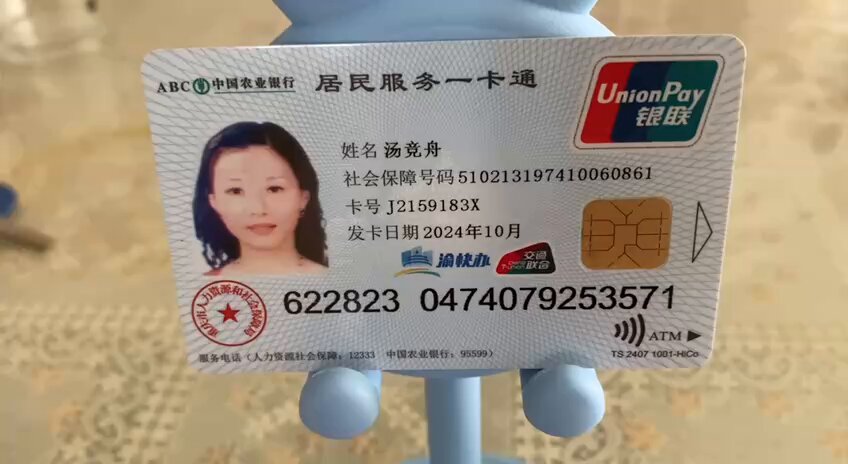 ABC 中国农业银行 居民服务一卡通
UnionPay
银联
姓名 汤竞舟
社会保障号码 510213197410060861
卡号 J2159183X
发卡日期 2024年10月
渝快办 交通联合
China T-union
重庆市人力资源和社会保障局
622823 0474079253571
ATM
服务电话(人力资源社会保障:12333 中国农业银行:95599)
TS 2407 1001-HiCo